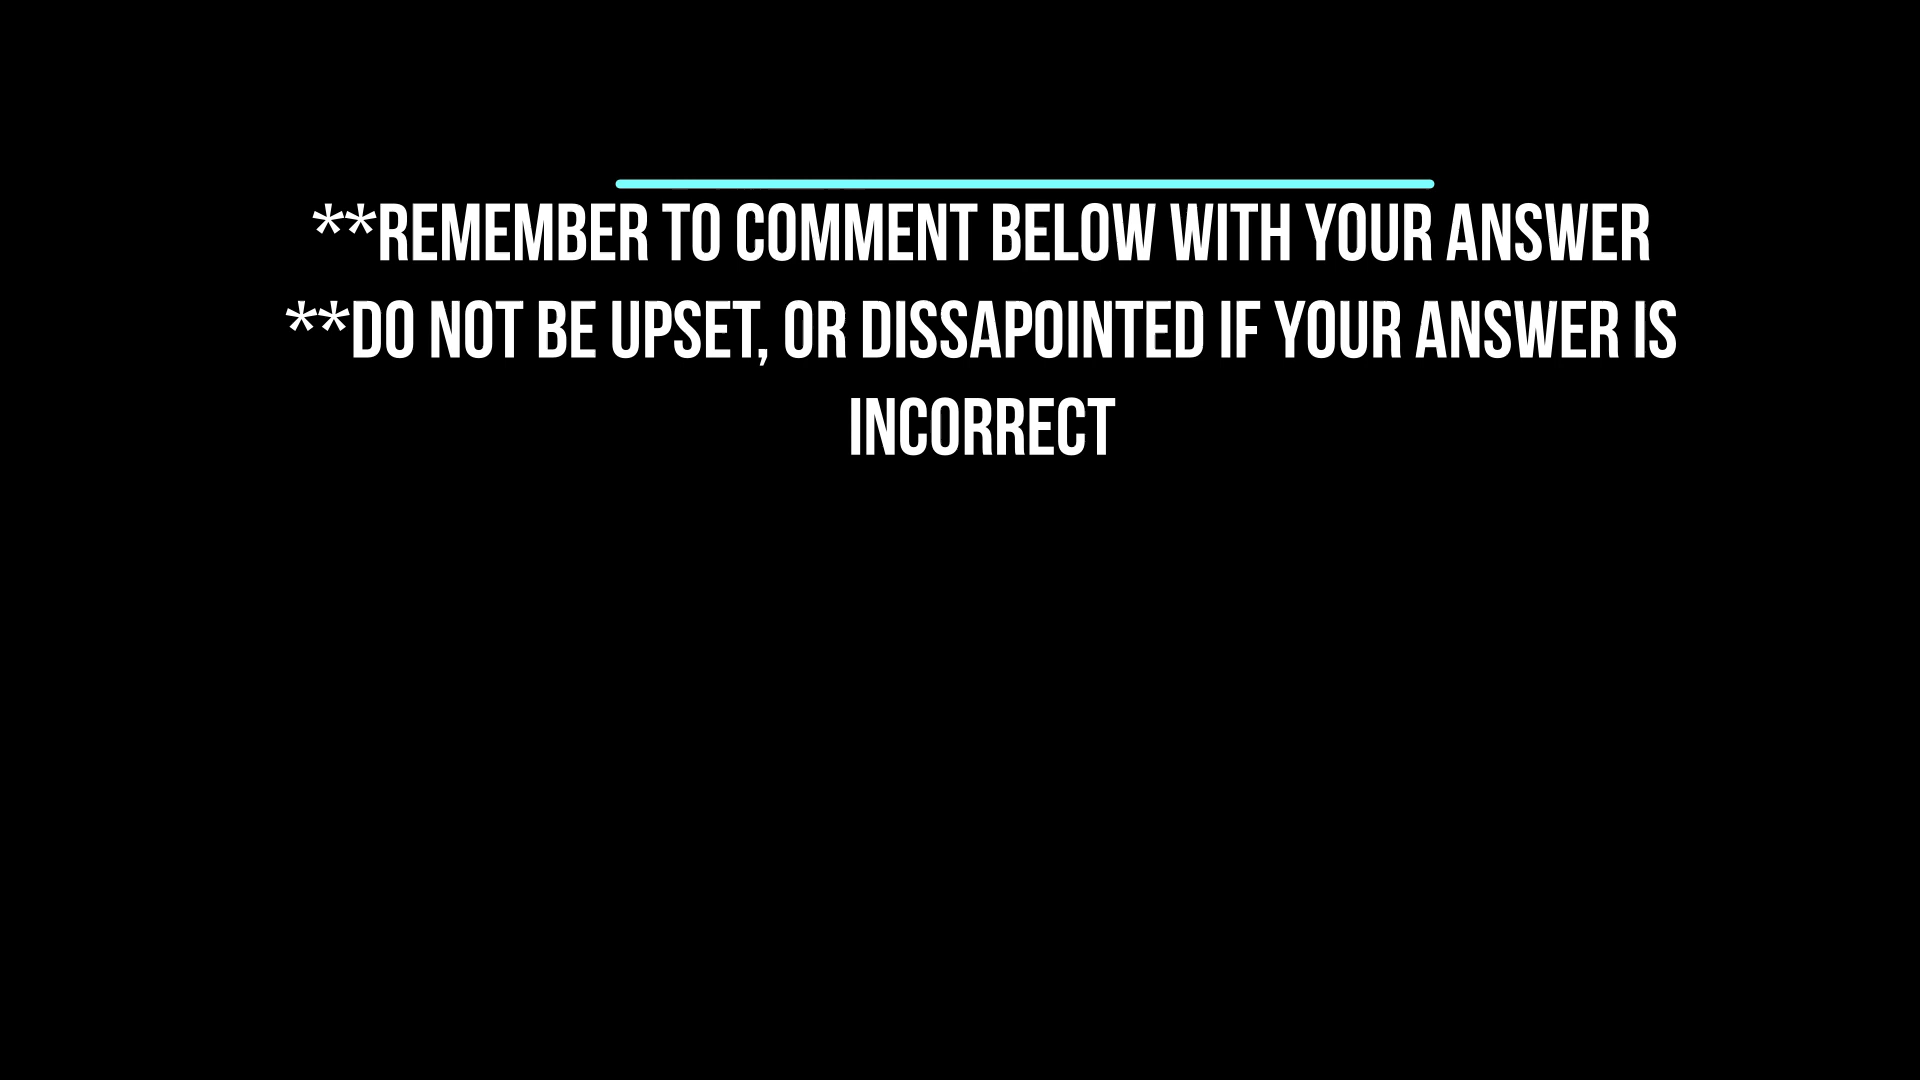 **REMEMBER TO COMMENT BELOW WITH YOUR ANSWER
**DO NOT BE UPSET, OR DISSAPOINTED IF YOUR ANSWER IS
INCORRECT